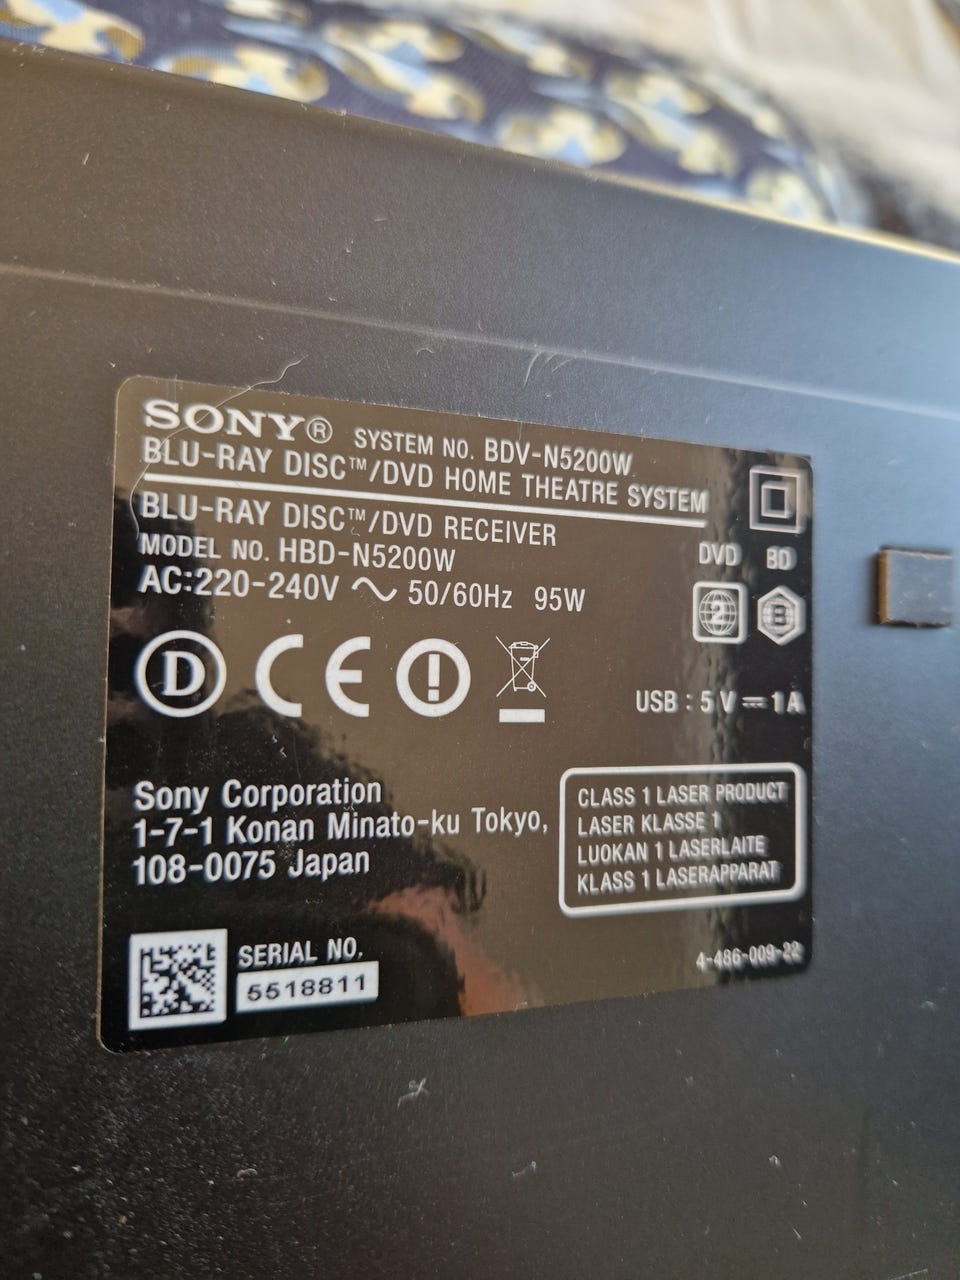 SONY® SYSTEM NO. BDV-N5200W
BLU-RAY DISC™/DVD HOME THEATRE SYSTEM
BLU-RAY DISC™/DVD RECEIVER
MODEL NO. HBD-N5200W
AC:220-240V ∿ 50/60Hz 95W
DVD BD
2 B
D CE
USB : 5 V ⎓ 1A
Sony Corporation
1-7-1 Konan Minato-ku Tokyo,
108-0075 Japan
CLASS 1 LASER PRODUCT
LASER KLASSE 1
LUOKAN 1 LASERLAITE
KLASS 1 LASERAPPARAT
SERIAL NO.
5518811
4-486-009-22